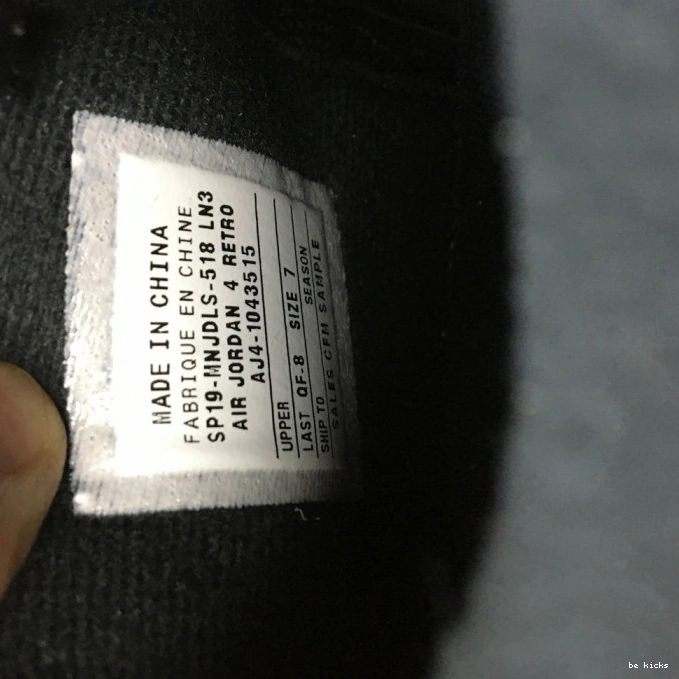 MADE IN CHINA
FABRIQUE EN CHINE
SP19-MNJDLS-518 LN3
AIR JORDAN 4 RETRO
AJ4-1043515
UPPER
LAST QF-8 SIZE 7
SHIP TO SEASON
SALES CFM SAMPLE
be kicks